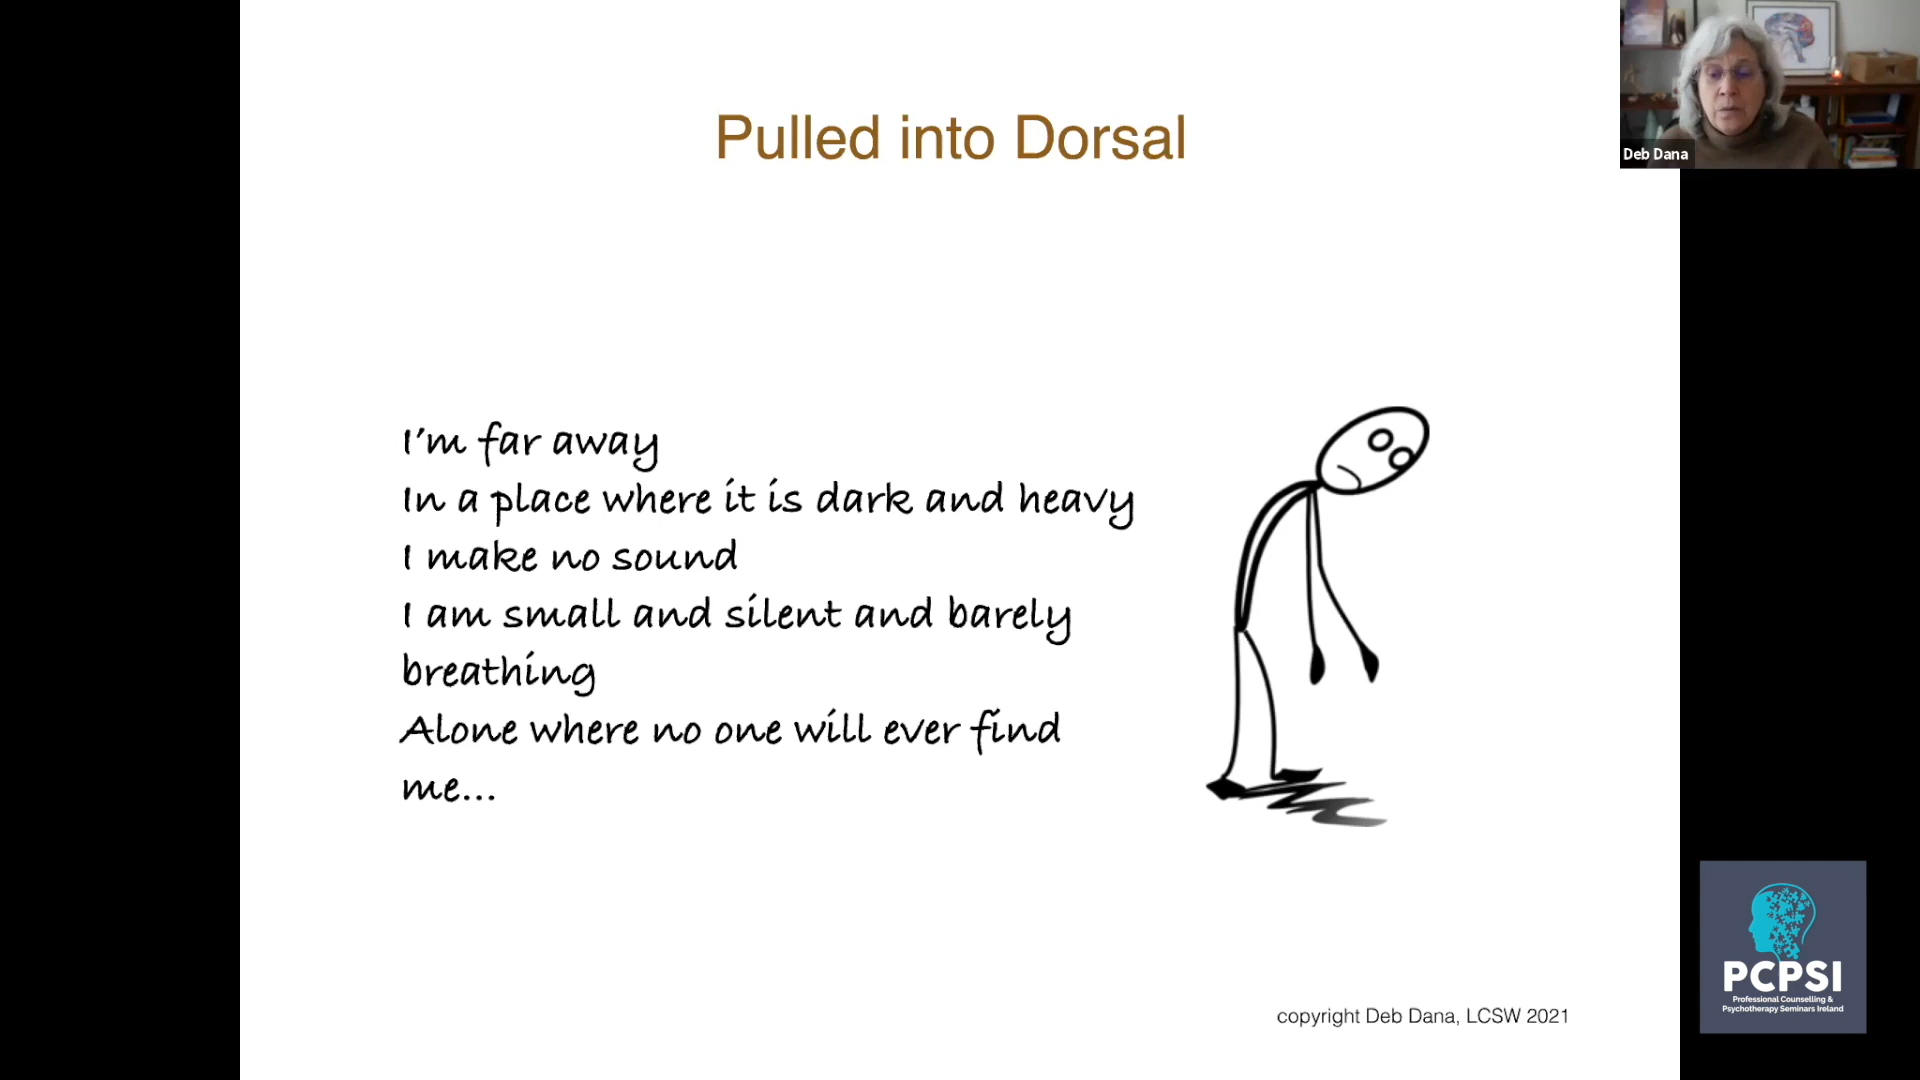 Pulled into Dorsal
Deb Dana
I'm far away
In a place where it is dark and heavy
I make no sound
I am small and silent and barely
breathing
Alone where no one will ever find
me...
copyright Deb Dana, LCSW 2021
PCPSI
Professional Counselling &
Psychotherapy Seminars Ireland